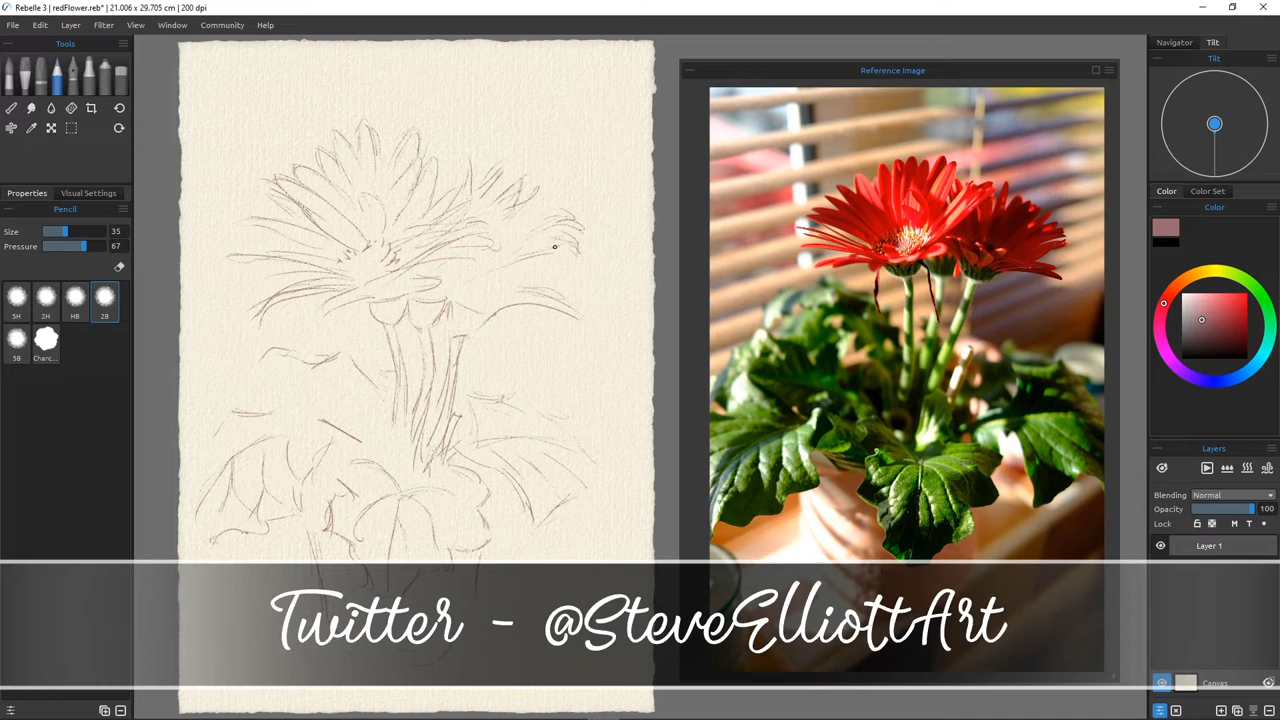 Rebelle 3 | redFlower.reb* | 21.006 x 29.705 cm | 200 dpi
File Edit Layer Filter View Window Community Help
Tools
Properties Visual Settings
Pencil
Size 35
Pressure 67
5H 2H HB 2B
5B Charc...
Reference Image
Navigator Tilt
Tilt
Color Color Set
Color
Layers
Blending Normal
Opacity 100
Lock M T
Layer 1
Canvas
Twitter - @SteveElliottArt